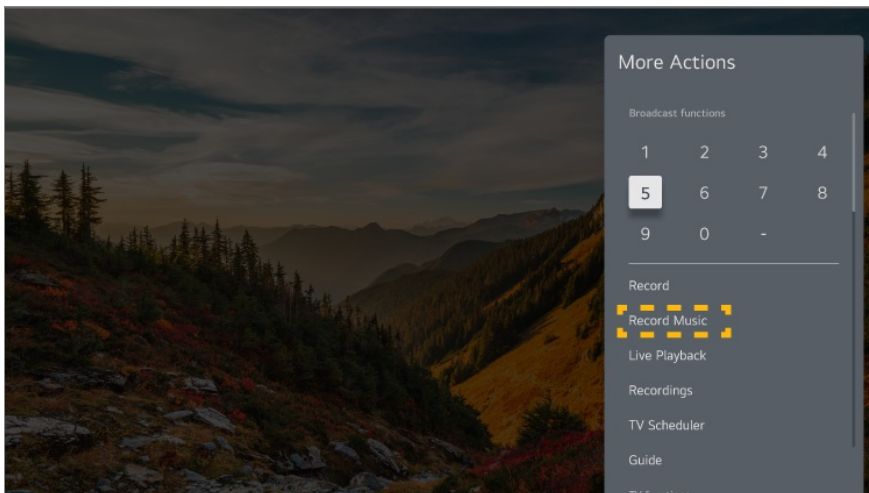 More Actions
Broadcast functions
1 2 3 4
5 6 7 8
9 0 -
Record
Record Music
Live Playback
Recordings
TV Scheduler
Guide